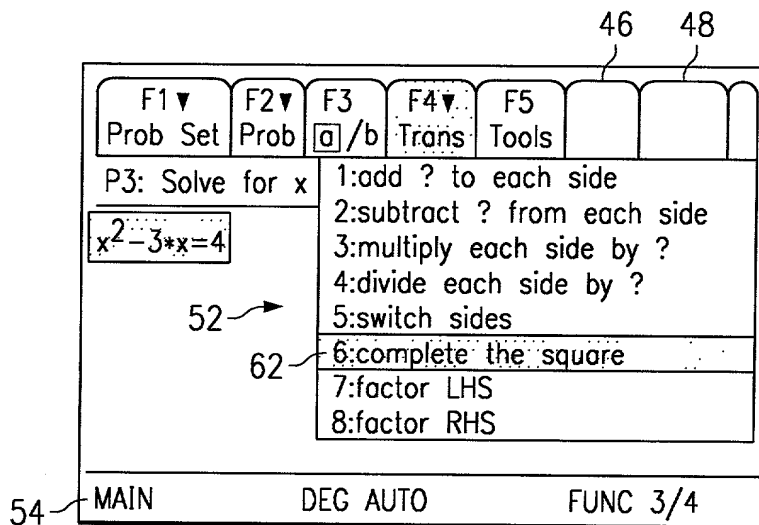 46 48
F1▼ F2▼ F3 F4▼ F5
Prob Set Prob a/b Trans Tools
P3: Solve for x
x²-3*x=4
1:add ? to each side
2:subtract ? from each side
3:multiply each side by ?
4:divide each side by ?
52
5:switch sides
62
6:complete the square
7:factor LHS
8:factor RHS
54
MAIN DEG AUTO FUNC 3/4